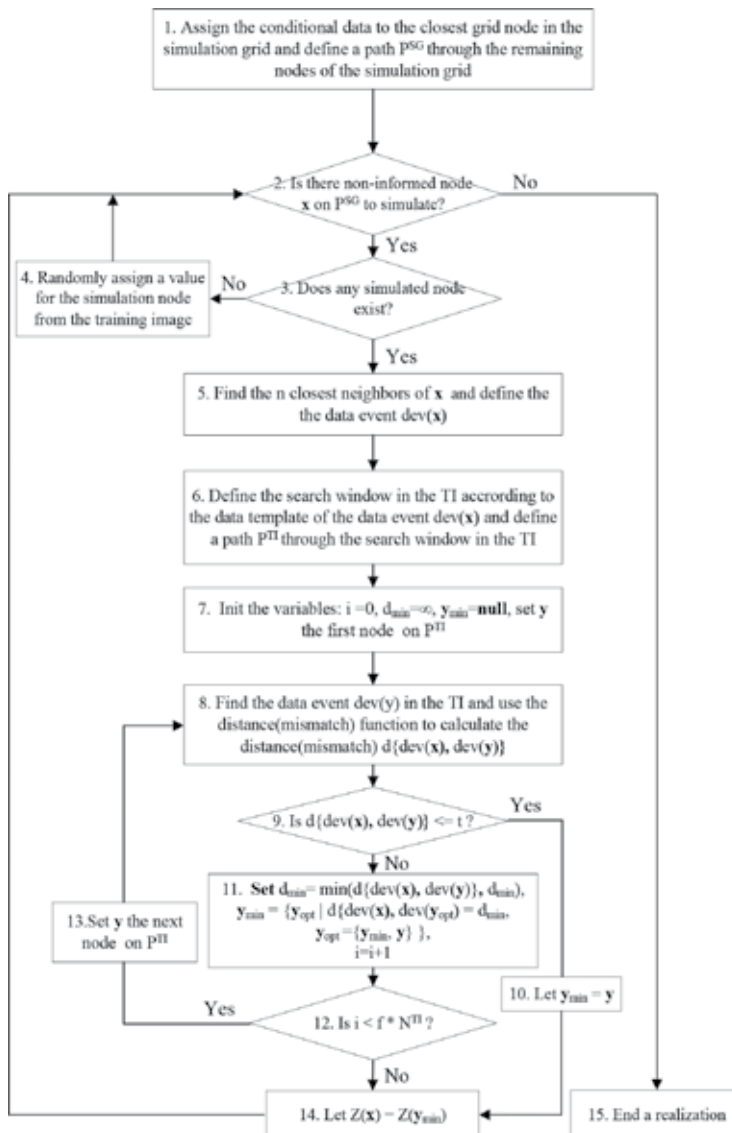 1. Assign the conditional data to the closest grid node in the
simulation grid and define a path P^SG through the remaining
nodes of the simulation grid
2. Is there non-informed node
x on P^SG to simulate?
No
Yes
4. Randomly assign a value
for the simulation node
from the training image
No
3. Does any simulated node
exist?
Yes
5. Find the n closest neighbors of x and define the
the data event dev(x)
6. Define the search window in the TI accrording to
the data template of the data event dev(x) and define
a path P^TI through the search window in the TI
7. Init the variables: i =0, d_min=∞, y_min=null, set y
the first node on P^TI
8. Find the data event dev(y) in the TI and use the
distance(mismatch) function to calculate the
distance(mismatch) d{dev(x), dev(y)}
Yes
9. Is d{dev(x), dev(y)} <= t ?
No
11. Set d_min= min(d{dev(x), dev(y)}, d_min),
y_min = {y_opt | d{dev(x), dev(y_opt) = d_min,
y_opt ={y_min, y} },
i=i+1
13.Set y the next
node on P^TI
10. Let y_min = y
Yes
12. Is i < f * N^TI ?
No
14. Let Z(x) = Z(y_min)
15. End a realization